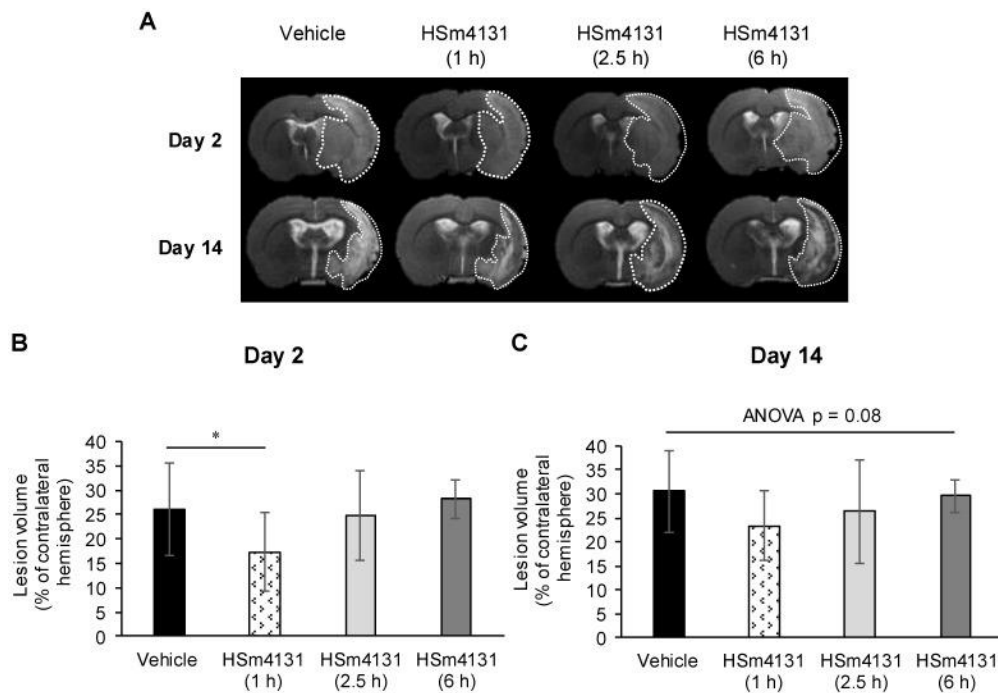 A
Vehicle
HSm4131
(1 h)
HSm4131
(2.5 h)
HSm4131
(6 h)
Day 2
Day 14
B
Day 2
*
Lesion volume
(% of contralateral
hemisphere)
40
35
30
25
20
15
10
5
0
Vehicle
HSm4131
(1 h)
HSm4131
(2.5 h)
HSm4131
(6 h)
C
Day 14
ANOVA p = 0.08
Lesion volume
(% of contralateral
hemisphere)
40
35
30
25
20
15
10
5
0
Vehicle
HSm4131
(1 h)
HSm4131
(2.5 h)
HSm4131
(6 h)